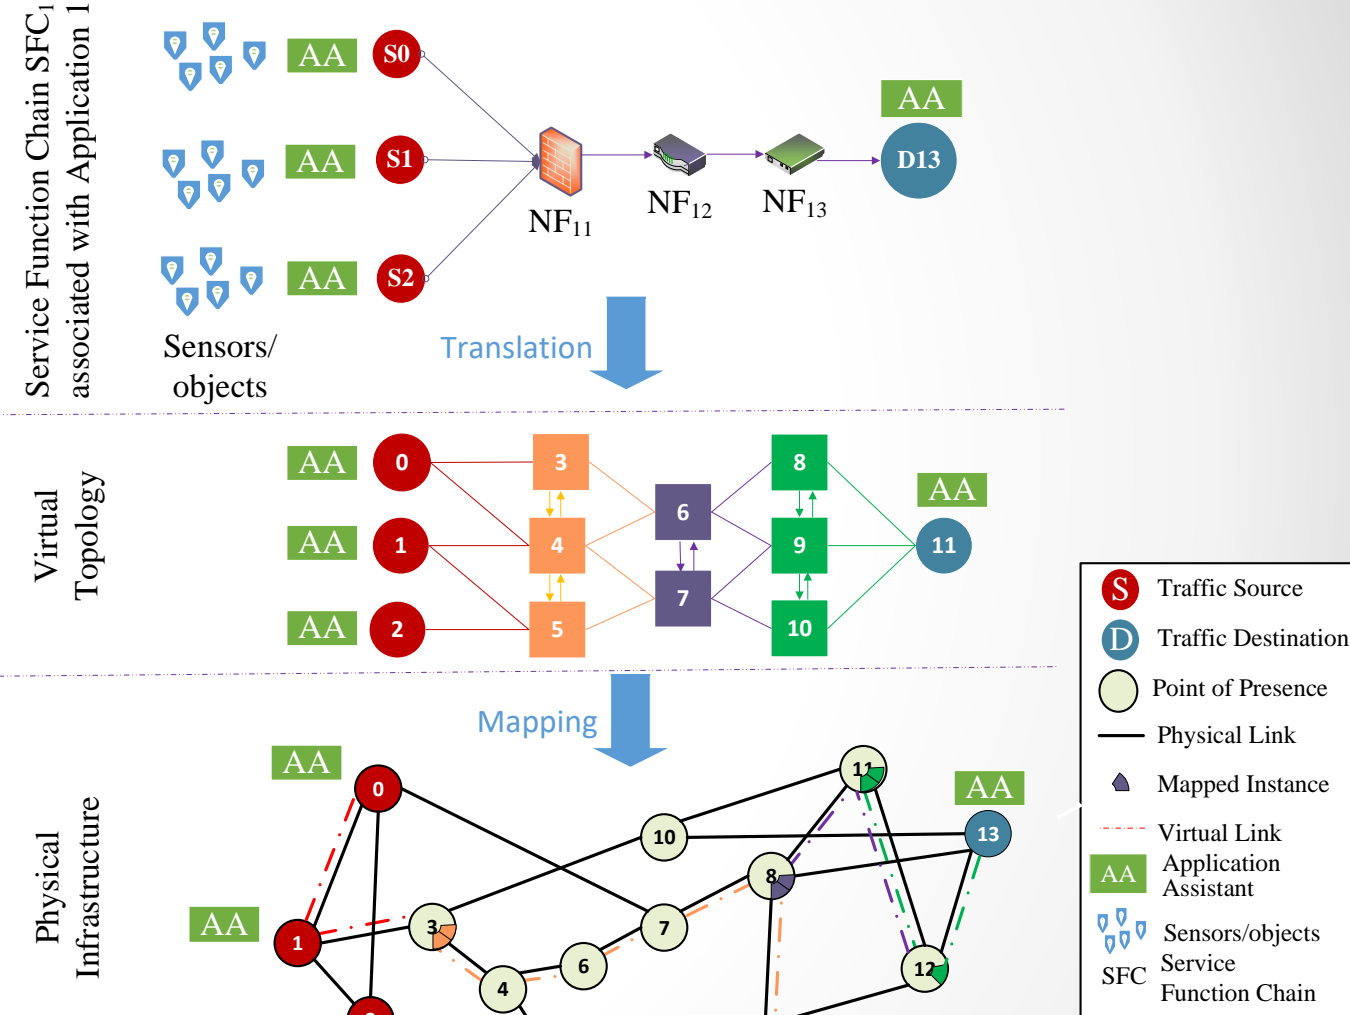 Service Function Chain SFC1
associated with Application 1
AA
S0
AA
S1
AA
S2
Sensors/
objects
NF11
NF12
NF13
AA
D13
Translation
Virtual
Topology
AA
0
AA
1
AA
2
3
4
5
6
7
8
9
10
AA
11
Mapping
Physical
Infrastructure
AA
0
AA
1
3
4
6
7
10
8
11
12
AA
13
S Traffic Source
D Traffic Destination
Point of Presence
Physical Link
Mapped Instance
Virtual Link
AA Application
Assistant
Sensors/objects
SFC Service
Function Chain